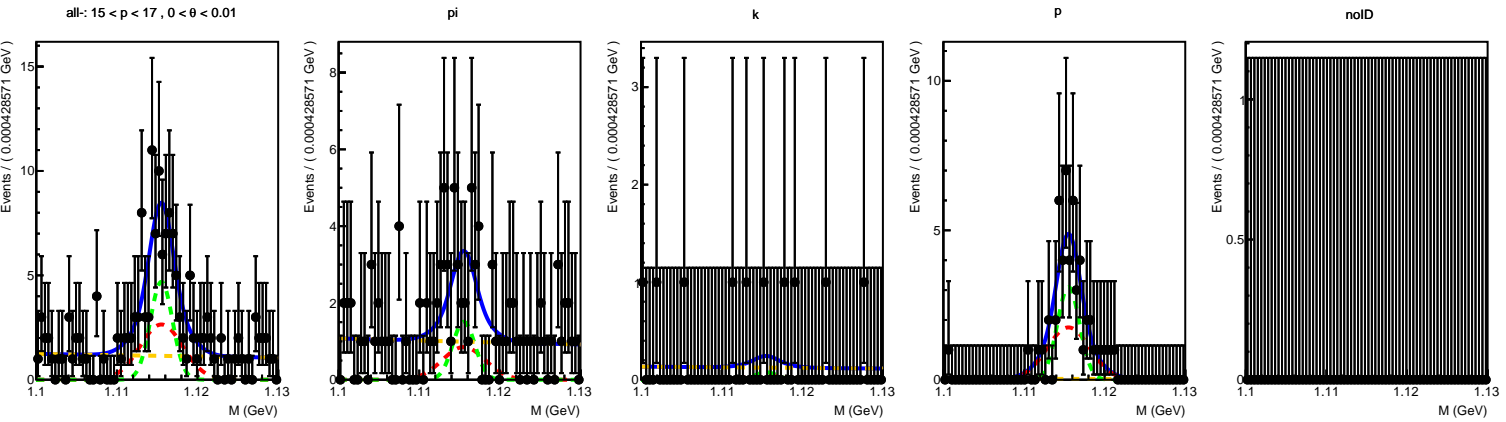 all-: 15 < p < 17 , 0 < θ < 0.01
Events / ( 0.000428571 GeV )
15
10
5
0
1.1 1.11 1.12 1.13
M (GeV)
pi
Events / ( 0.000428571 GeV )
8
6
4
2
0
1.1 1.11 1.12 1.13
M (GeV)
k
Events / ( 0.000428571 GeV )
3
2
1
0
1.1 1.11 1.12 1.13
M (GeV)
p
Events / ( 0.000428571 GeV )
10
5
0
1.1 1.11 1.12 1.13
M (GeV)
noID
Events / ( 0.000428571 GeV )
1
0.5
0
1.1 1.11 1.12 1.13
M (GeV)